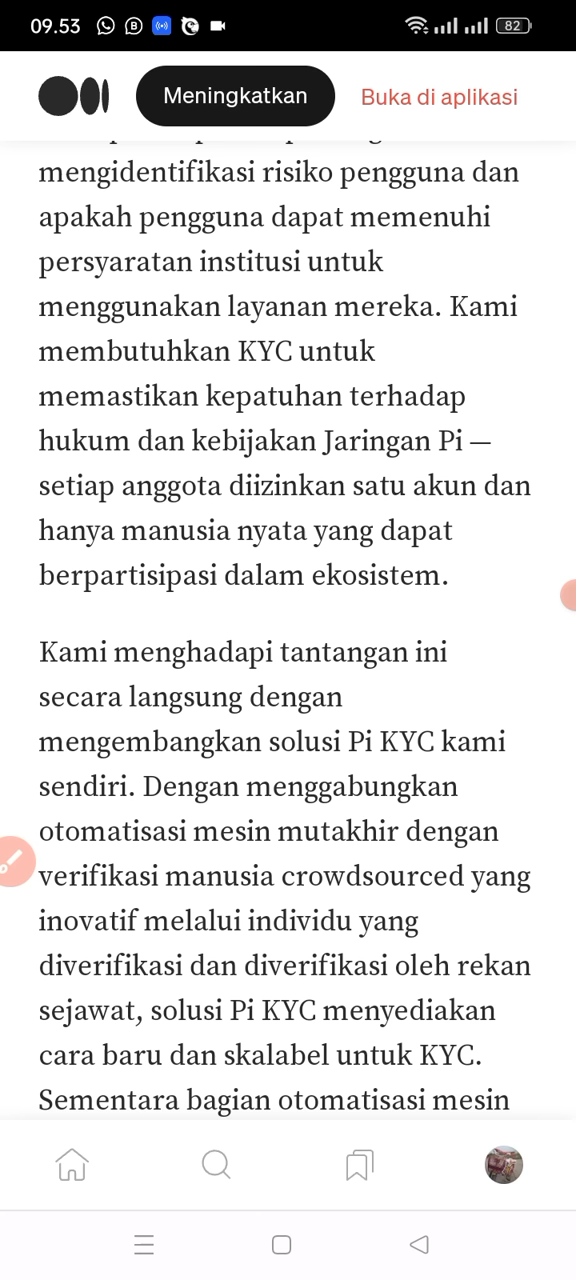 09.53
82
Meningkatkan
Buka di aplikasi
mengidentifikasi risiko pengguna dan
apakah pengguna dapat memenuhi
persyaratan institusi untuk
menggunakan layanan mereka. Kami
membutuhkan KYC untuk
memastikan kepatuhan terhadap
hukum dan kebijakan Jaringan Pi —
setiap anggota diizinkan satu akun dan
hanya manusia nyata yang dapat
berpartisipasi dalam ekosistem.
Kami menghadapi tantangan ini
secara langsung dengan
mengembangkan solusi Pi KYC kami
sendiri. Dengan menggabungkan
otomatisasi mesin mutakhir dengan
verifikasi manusia crowdsourced yang
inovatif melalui individu yang
diverifikasi dan diverifikasi oleh rekan
sejawat, solusi Pi KYC menyediakan
cara baru dan skalabel untuk KYC.
Sementara bagian otomatisasi mesin